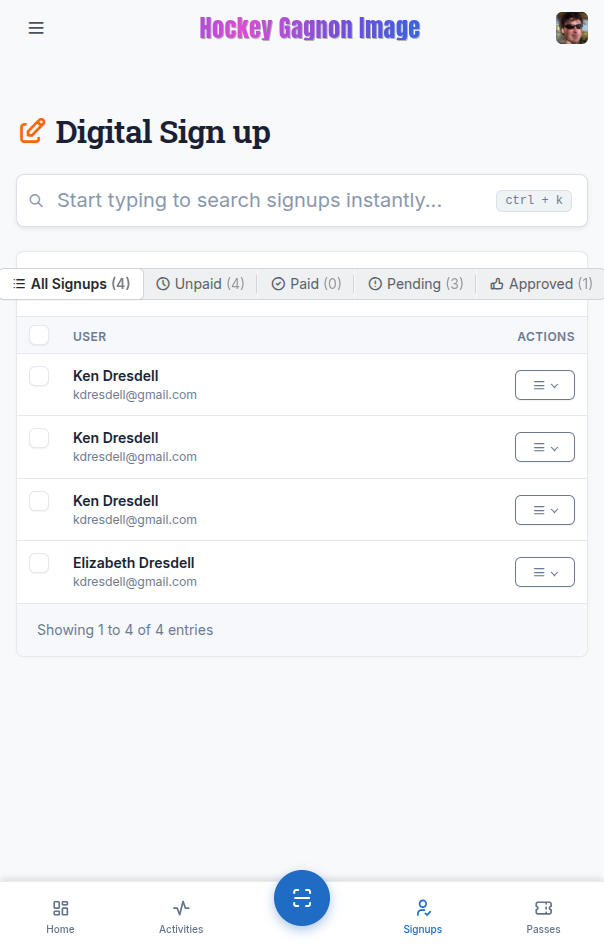 Hockey Gagnon Image
Digital Sign up
Start typing to search signups instantly... ctrl + k
All Signups (4) Unpaid (4) Paid (0) Pending (3) Approved (1)
USER ACTIONS
Ken Dresdell
kdresdell@gmail.com
Ken Dresdell
kdresdell@gmail.com
Ken Dresdell
kdresdell@gmail.com
Elizabeth Dresdell
kdresdell@gmail.com
Showing 1 to 4 of 4 entries
Home Activities Signups Passes